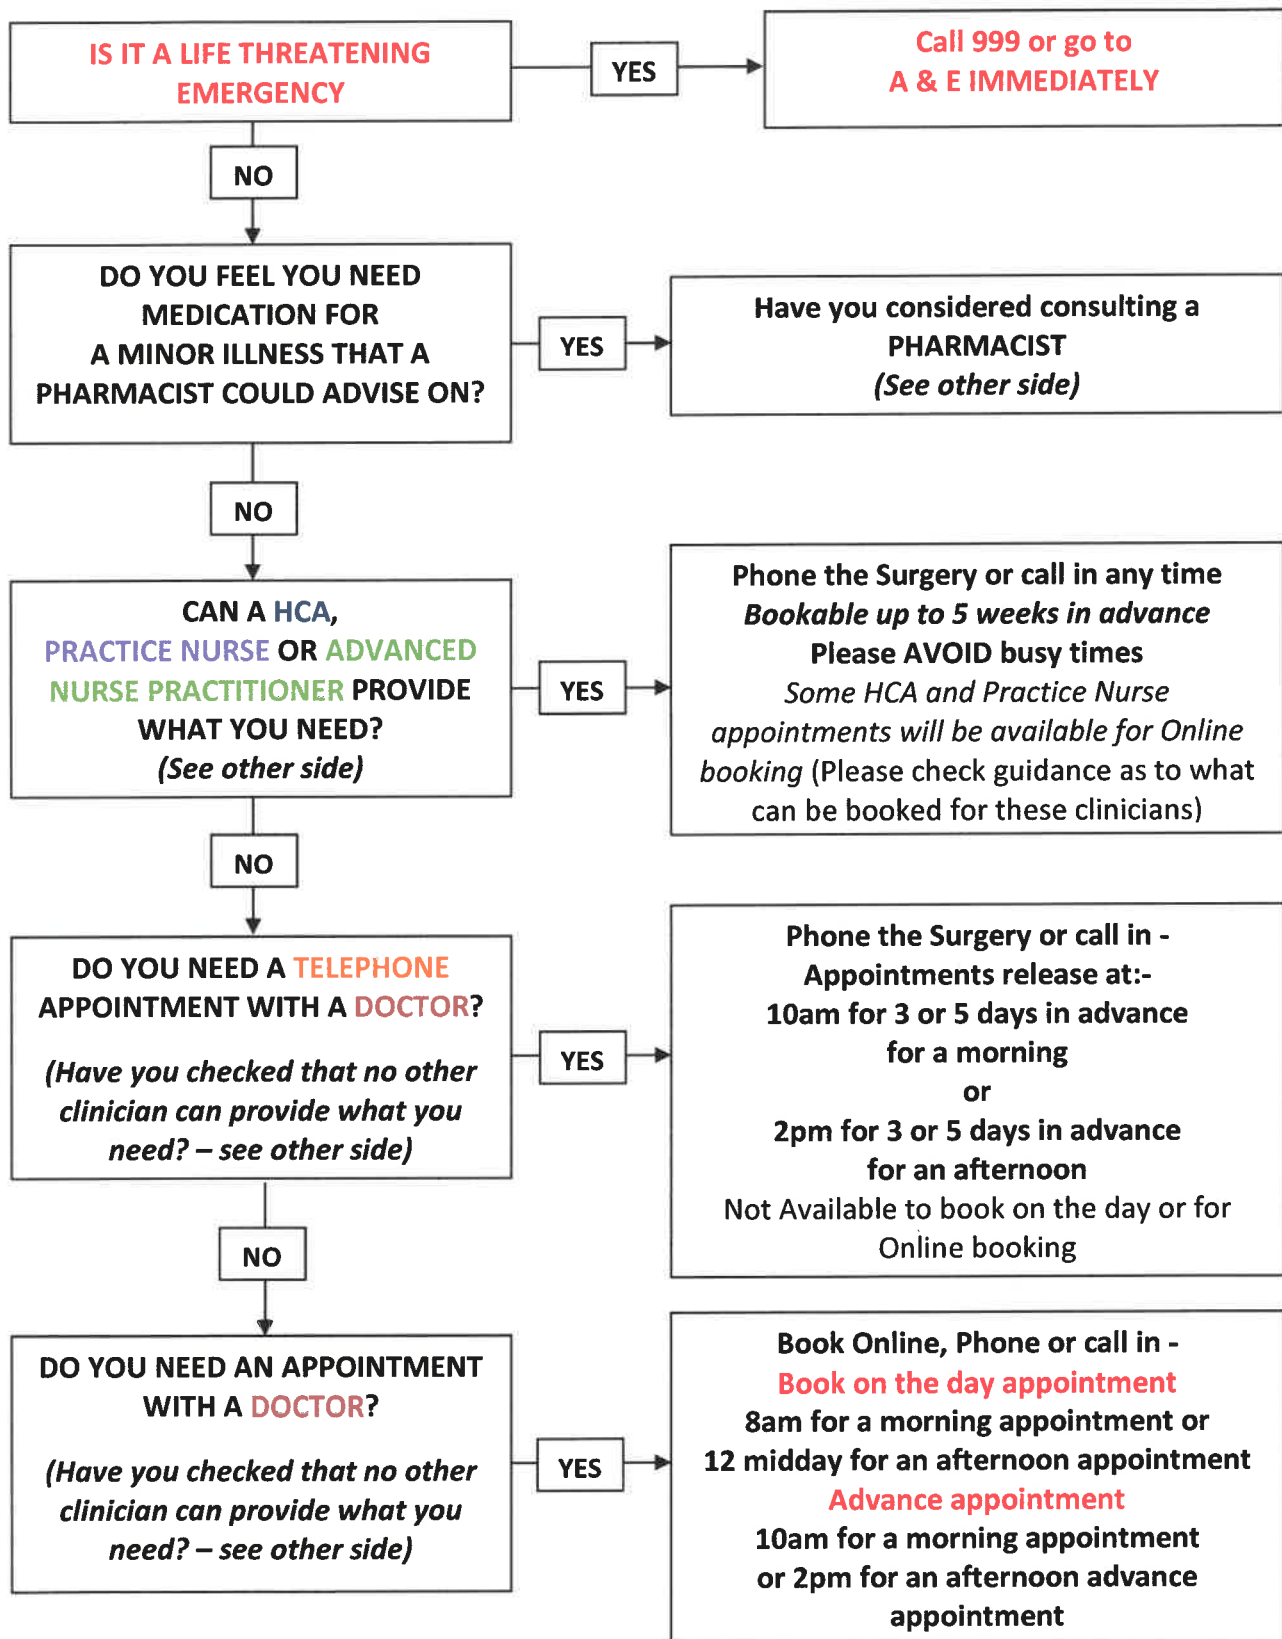 IS IT A LIFE THREATENING
EMERGENCY
YES
Call 999 or go to
A & E IMMEDIATELY
NO
DO YOU FEEL YOU NEED
MEDICATION FOR
A MINOR ILLNESS THAT A
PHARMACIST COULD ADVISE ON?
YES
Have you considered consulting a
PHARMACIST
(See other side)
NO
CAN A HCA,
PRACTICE NURSE OR ADVANCED
NURSE PRACTITIONER PROVIDE
WHAT YOU NEED?
(See other side)
YES
Phone the Surgery or call in any time
Bookable up to 5 weeks in advance
Please AVOID busy times
Some HCA and Practice Nurse
appointments will be available for Online
booking (Please check guidance as to what
can be booked for these clinicians)
NO
DO YOU NEED A TELEPHONE
APPOINTMENT WITH A DOCTOR?
(Have you checked that no other
clinician can provide what you
need? – see other side)
YES
Phone the Surgery or call in -
Appointments release at:-
10am for 3 or 5 days in advance
for a morning
or
2pm for 3 or 5 days in advance
for an afternoon
Not Available to book on the day or for
Online booking
NO
DO YOU NEED AN APPOINTMENT
WITH A DOCTOR?
(Have you checked that no other
clinician can provide what you
need? – see other side)
YES
Book Online, Phone or call in -
Book on the day appointment
8am for a morning appointment or
12 midday for an afternoon appointment
Advance appointment
10am for a morning appointment
or 2pm for an afternoon advance
appointment